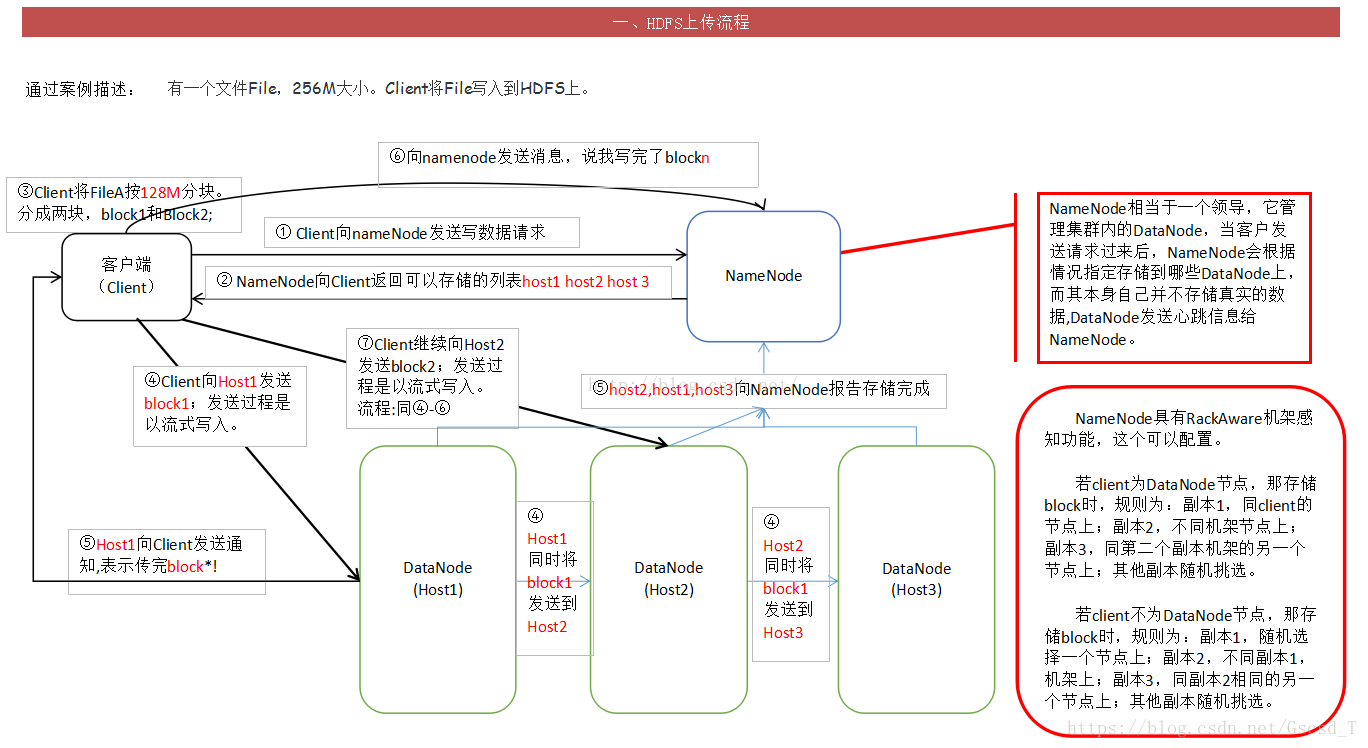 一、HDFS上传流程
通过案例描述： 有一个文件File，256M大小。Client将File写入到HDFS上。
⑥向namenode发送消息，说我写完了blockn
③Client将FileA按128M分块。
分成两块，block1和Block2;
① Client向nameNode发送写数据请求
② NameNode向Client返回可以存储的列表host1 host2 host 3
客户端
（Client）
NameNode
NameNode相当于一个领导，它管
理集群内的DataNode，当客户发
送请求过来后，NameNode会根据
情况指定存储到哪些DataNode上，
而其本身自己并不存储真实的数
据,DataNode发送心跳信息给
NameNode。
⑦Client继续向Host2
发送block2；发送过
程是以流式写入。
流程:同④-⑥
④Client向Host1发送
block1；发送过程是
以流式写入。
⑤host2,host1,host3向NameNode报告存储完成
⑤Host1向Client发送通
知,表示传完block*!
DataNode
(Host1)
④
Host1
同时将
block1
发送到
Host2
DataNode
(Host2)
④
Host2
同时将
block1
发送到
Host3
DataNode
(Host3)
NameNode具有RackAware机架感
知功能，这个可以配置。
若client为DataNode节点，那存储
block时，规则为：副本1，同client的
节点上；副本2，不同机架节点上；
副本3，同第二个副本机架的另一个
节点上；其他副本随机挑选。
若client不为DataNode节点，那存
储block时，规则为：副本1，随机选
择一个节点上；副本2，不同副本1，
机架上；副本3，同副本2相同的另一
个节点上；其他副本随机挑选。